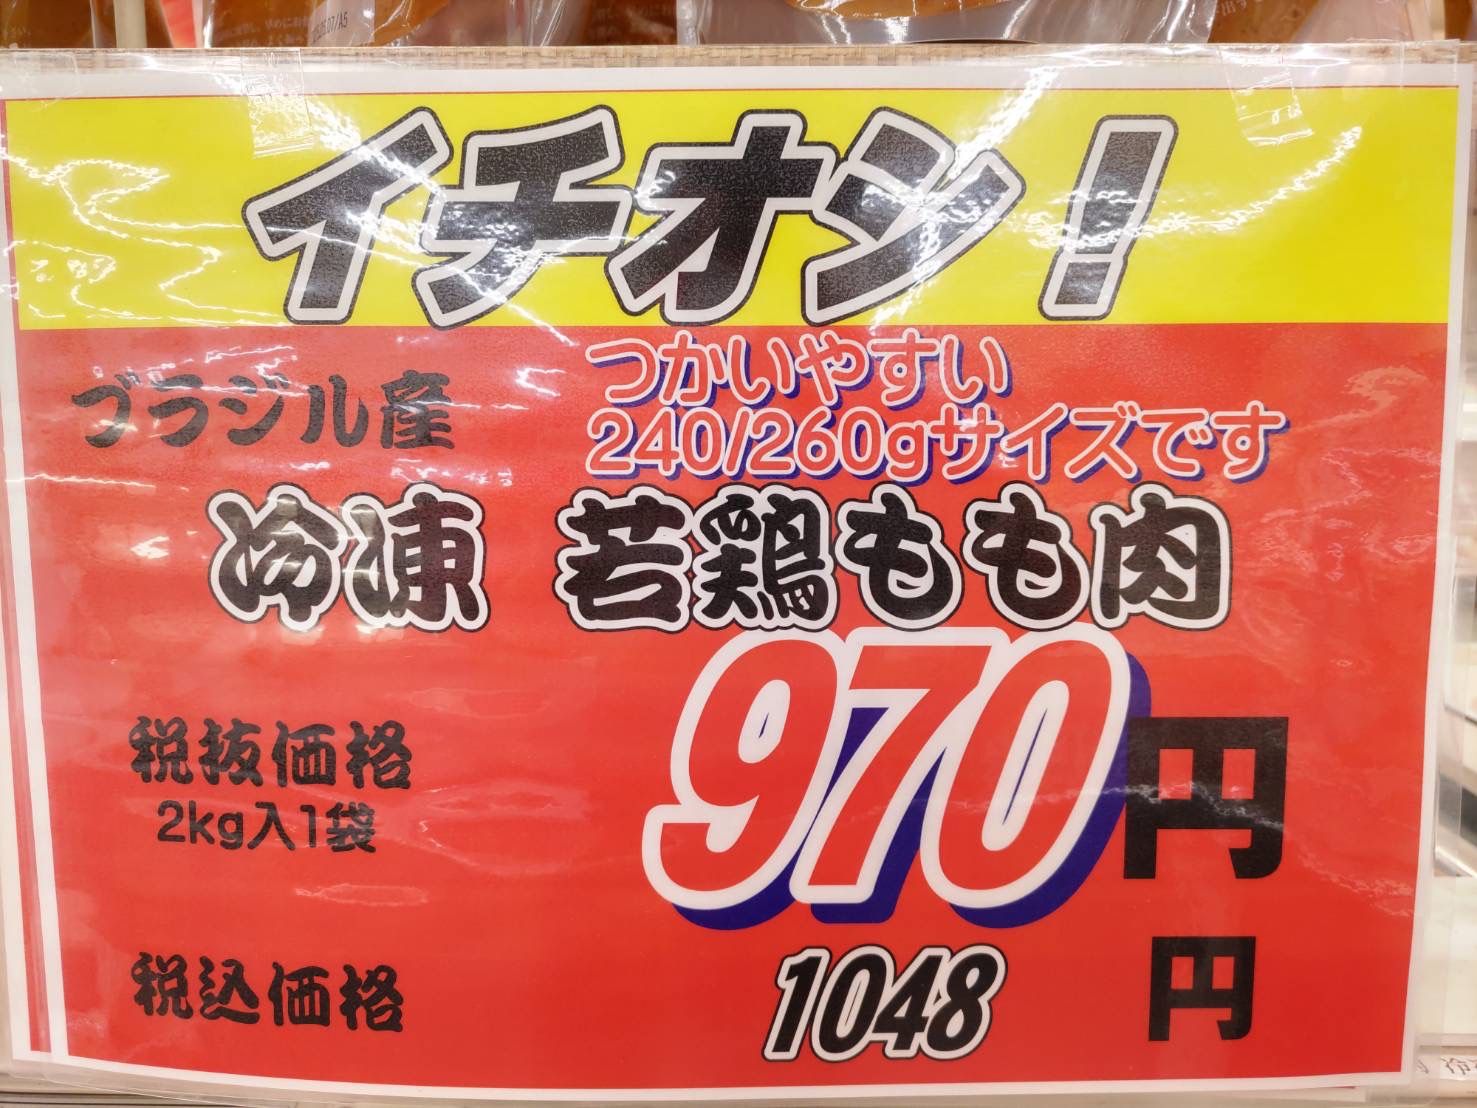 イチオシ!
ブラジル産
つかいやすい
240/260gサイズです
冷凍 若鶏もも肉
税抜価格
2kg入1袋
970円
税込価格
1048円